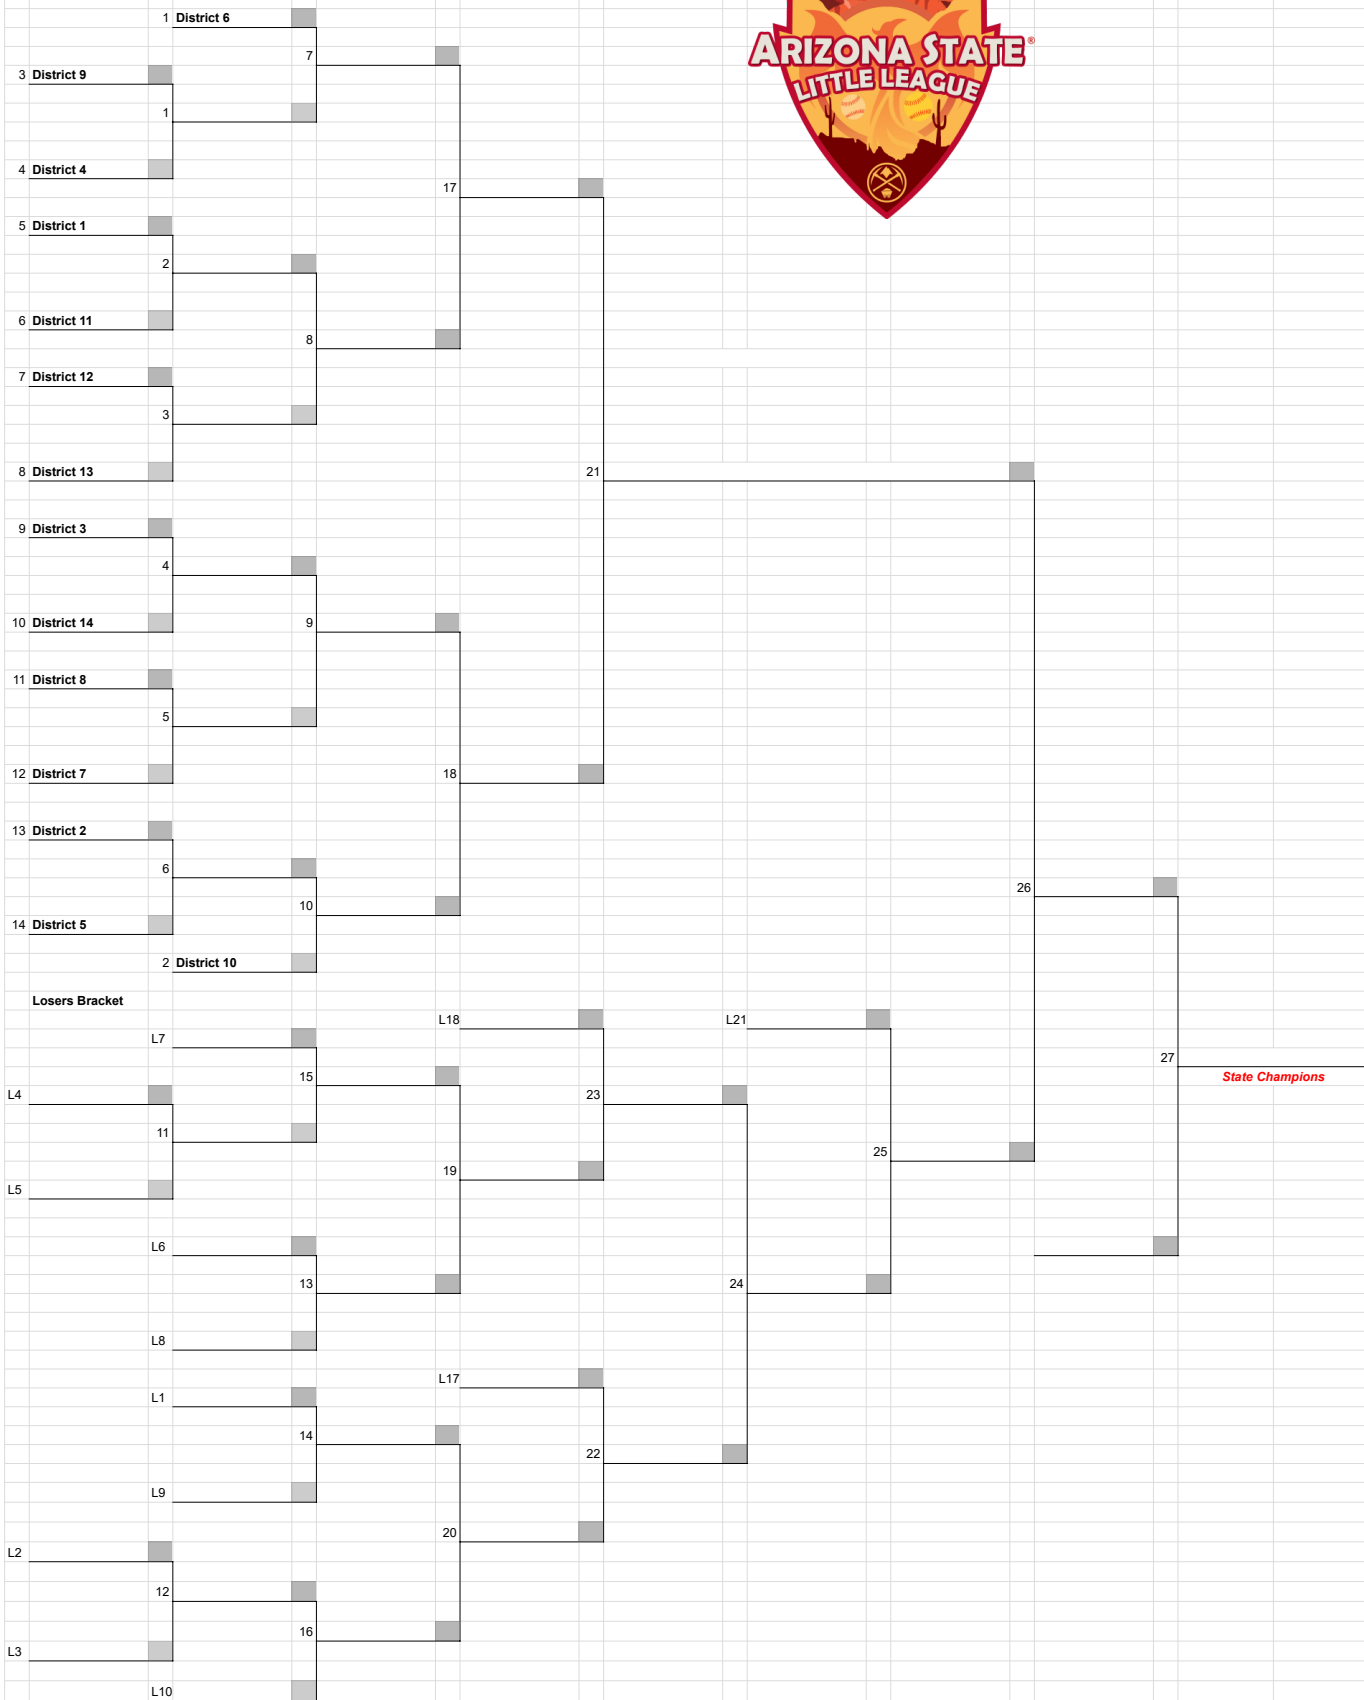 1 District 6
ARIZONA STATE®
LITTLE LEAGUE
7
3 District 9
1
4 District 4
17
5 District 1
2
6 District 11
8
7 District 12
3
8 District 13
21
9 District 3
4
10 District 14
9
11 District 8
5
12 District 7
18
13 District 2
6
26
10
14 District 5
2 District 10
Losers Bracket
L18
L21
L7
27
15
State Champions
L4
23
11
25
19
L5
L6
13
24
L8
L17
L1
14
22
L9
20
L2
12
16
L3
L10